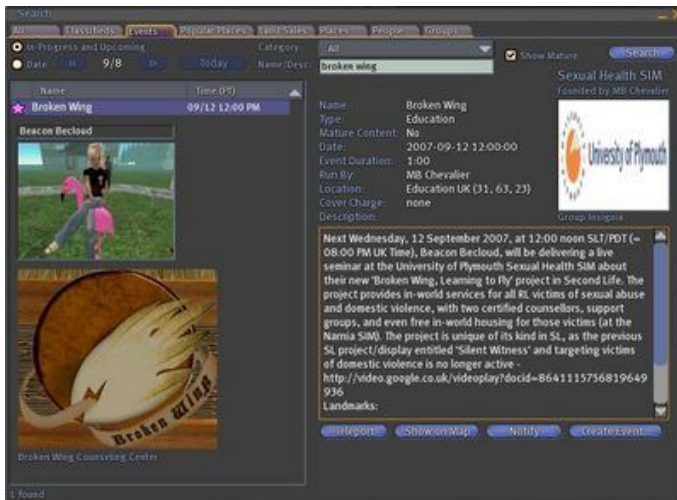 Search
All Classifieds Events Popular Places Land Sales Places People Groups
In-Progress and Upcoming
Date 9/8 Today
Category: All
Name/Desc: broken wing
Show Mature
Search
Name Time (PT)
Broken Wing 09/12 12:00 PM
Beacon Becloud
Broken Wing
Broken Wing Counseling Center
1 found
Sexual Health SIM
Founded by MB Chevalier
University of Plymouth
Group Insignia
Name: Broken Wing
Type: Education
Mature Content: No
Date: 2007-09-12 12:00:00
Event Duration: 1:00
Run By: MB Chevalier
Location: Education UK (31, 63, 23)
Cover Charge: none
Description:
Next Wednesday, 12 September 2007, at 12:00 noon SLT/PDT (=
08:00 PM UK Time), Beacon Becloud, will be delivering a live
seminar at the University of Plymouth Sexual Health SIM about
their new 'Broken Wing, Learning to Fly' project in Second Life. The
project provides in-world services for all RL victims of sexual abuse
and domestic violence, with two certified counsellors, support
groups, and even free in-world housing for those victims (at the
Narnia SIM). The project is unique of its kind in SL, as the previous
SL project/display entitled 'Silent Witness' and targeting victims
of domestic violence is no longer active -
http://video.google.co.uk/videoplay?docid=8641115756819649
936
Landmarks:
Teleport Show on Map Notify Create Event...